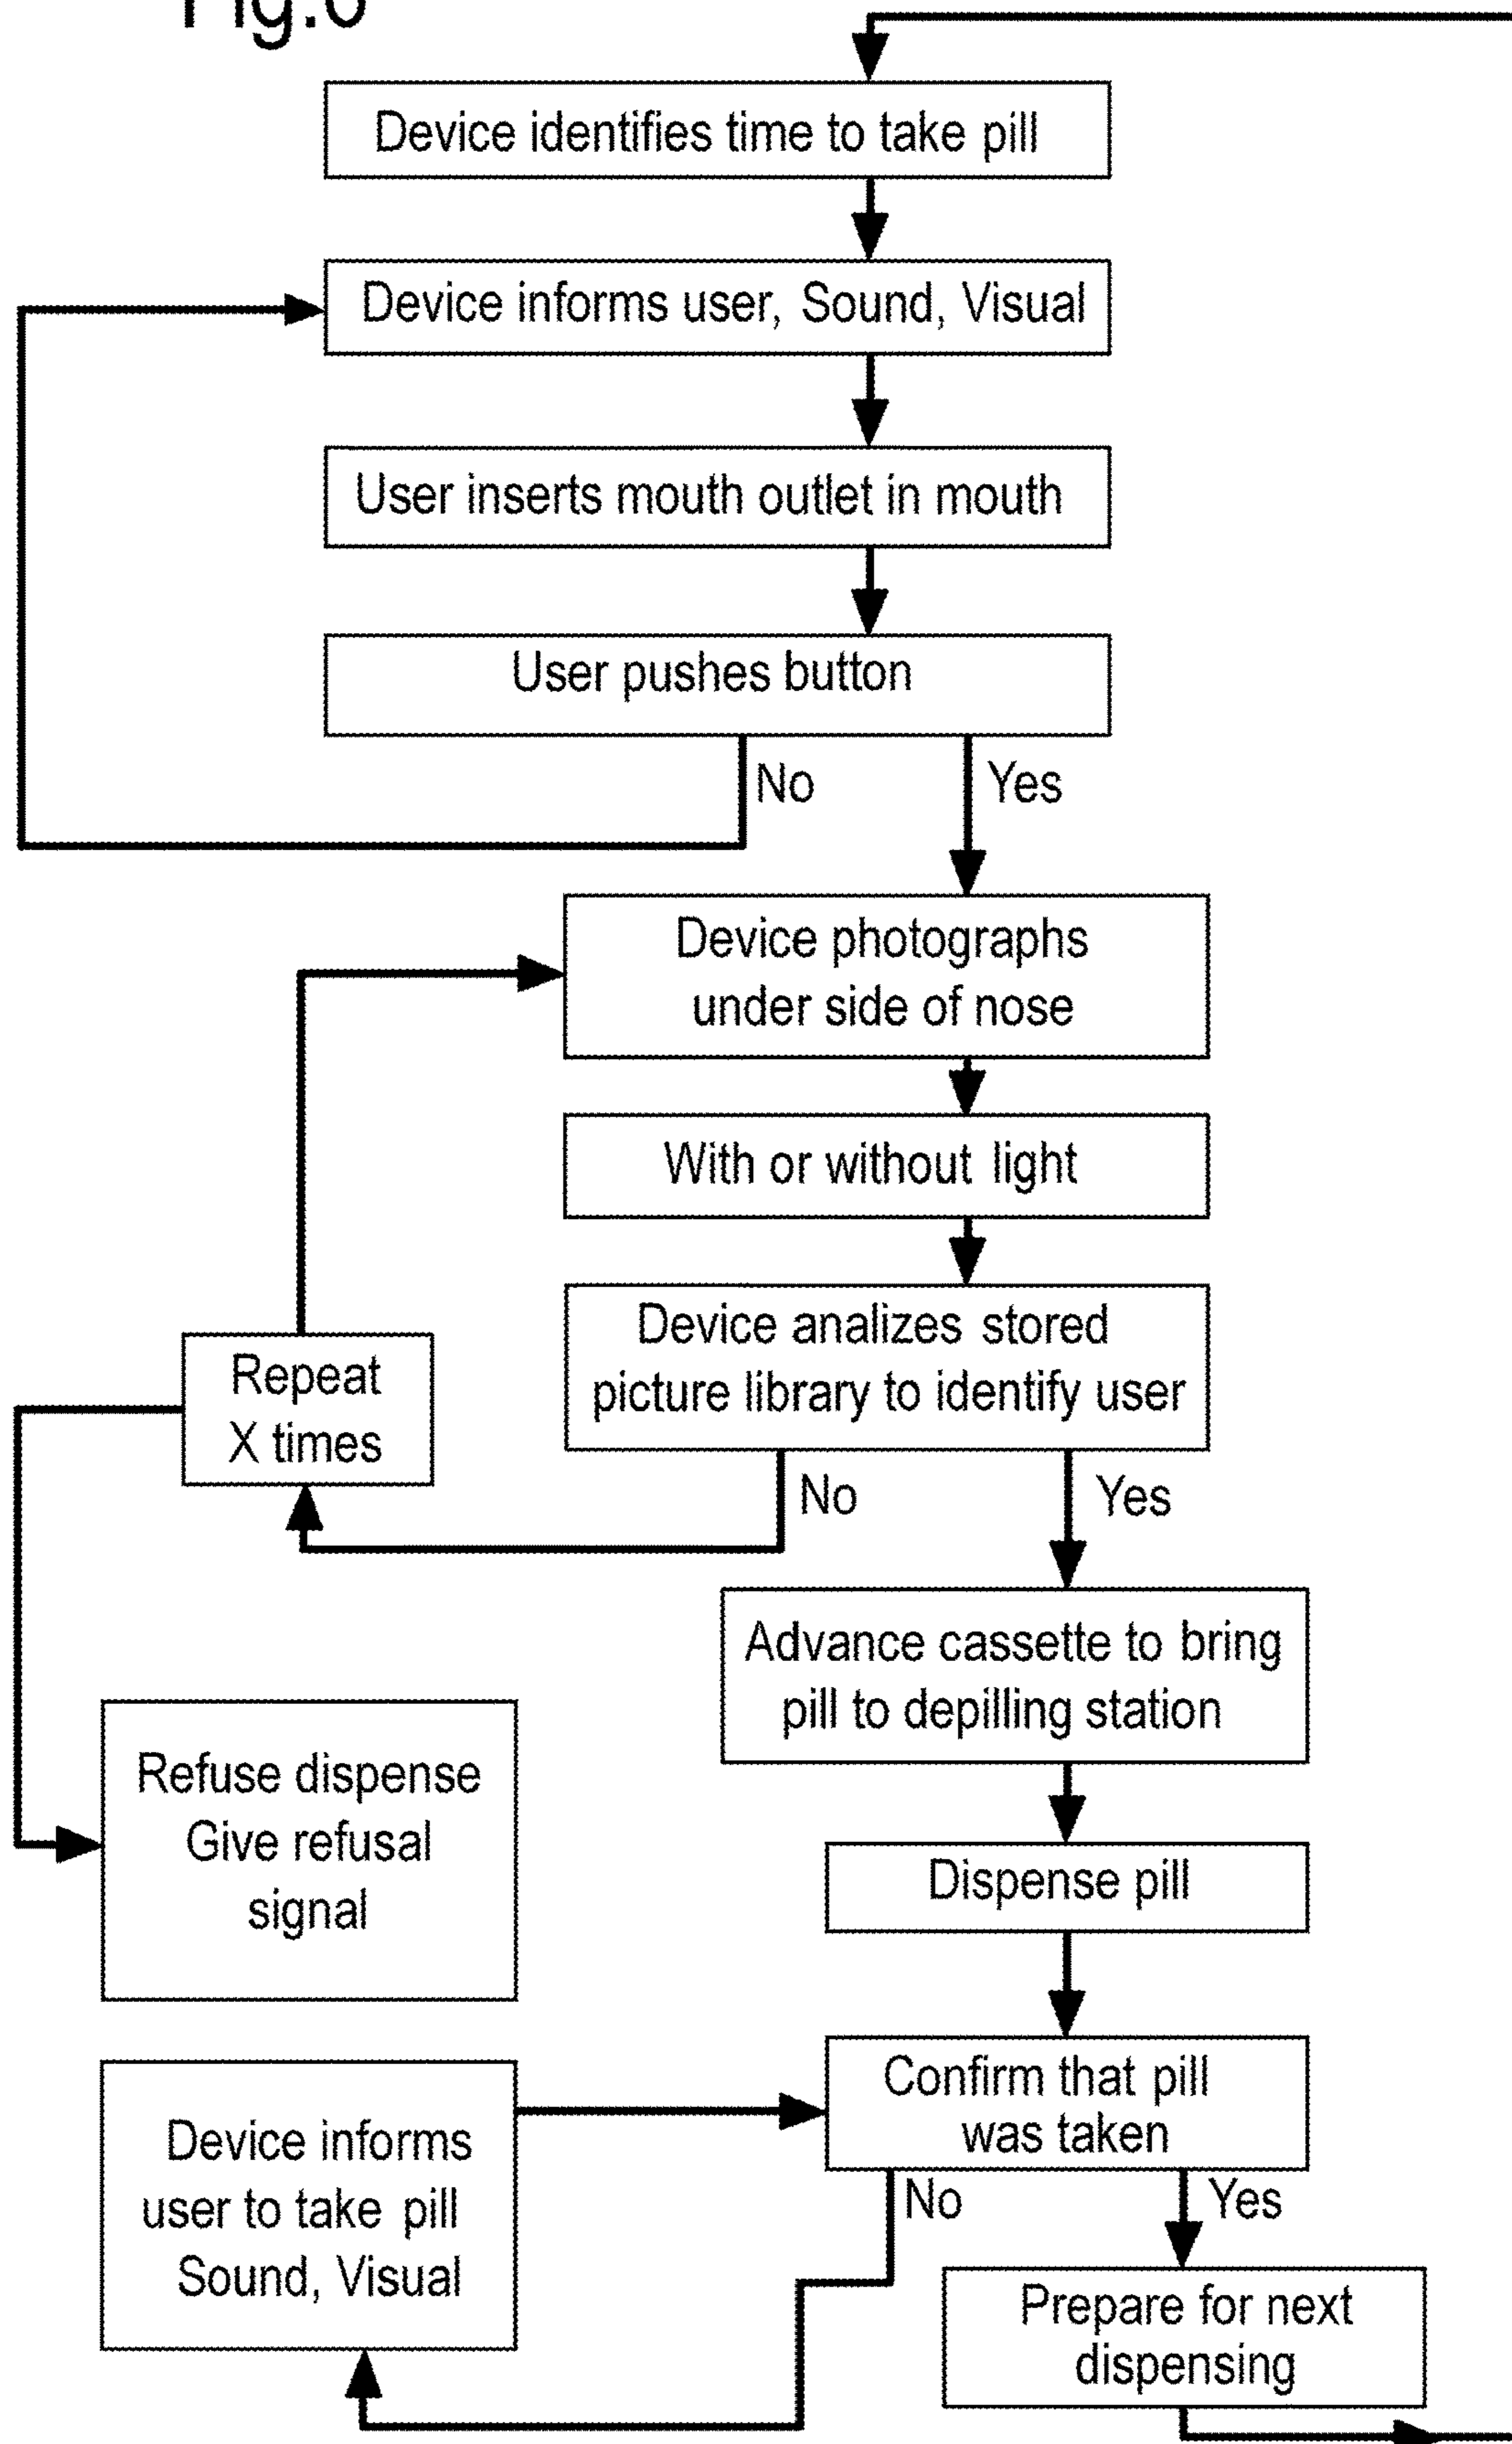 Device identifies time to take pill
Device informs user, Sound, Visual
User inserts mouth outlet in mouth
User pushes button
No
Yes
Device photographs
under side of nose
With or without light
Device analizes stored
picture library to identify user
Repeat
X times
No
Yes
Advance cassette to bring
pill to depilling station
Refuse dispense
Give refusal
signal
Dispense pill
Confirm that pill
was taken
Device informs
user to take pill
Sound, Visual
No
Yes
Prepare for next
dispensing